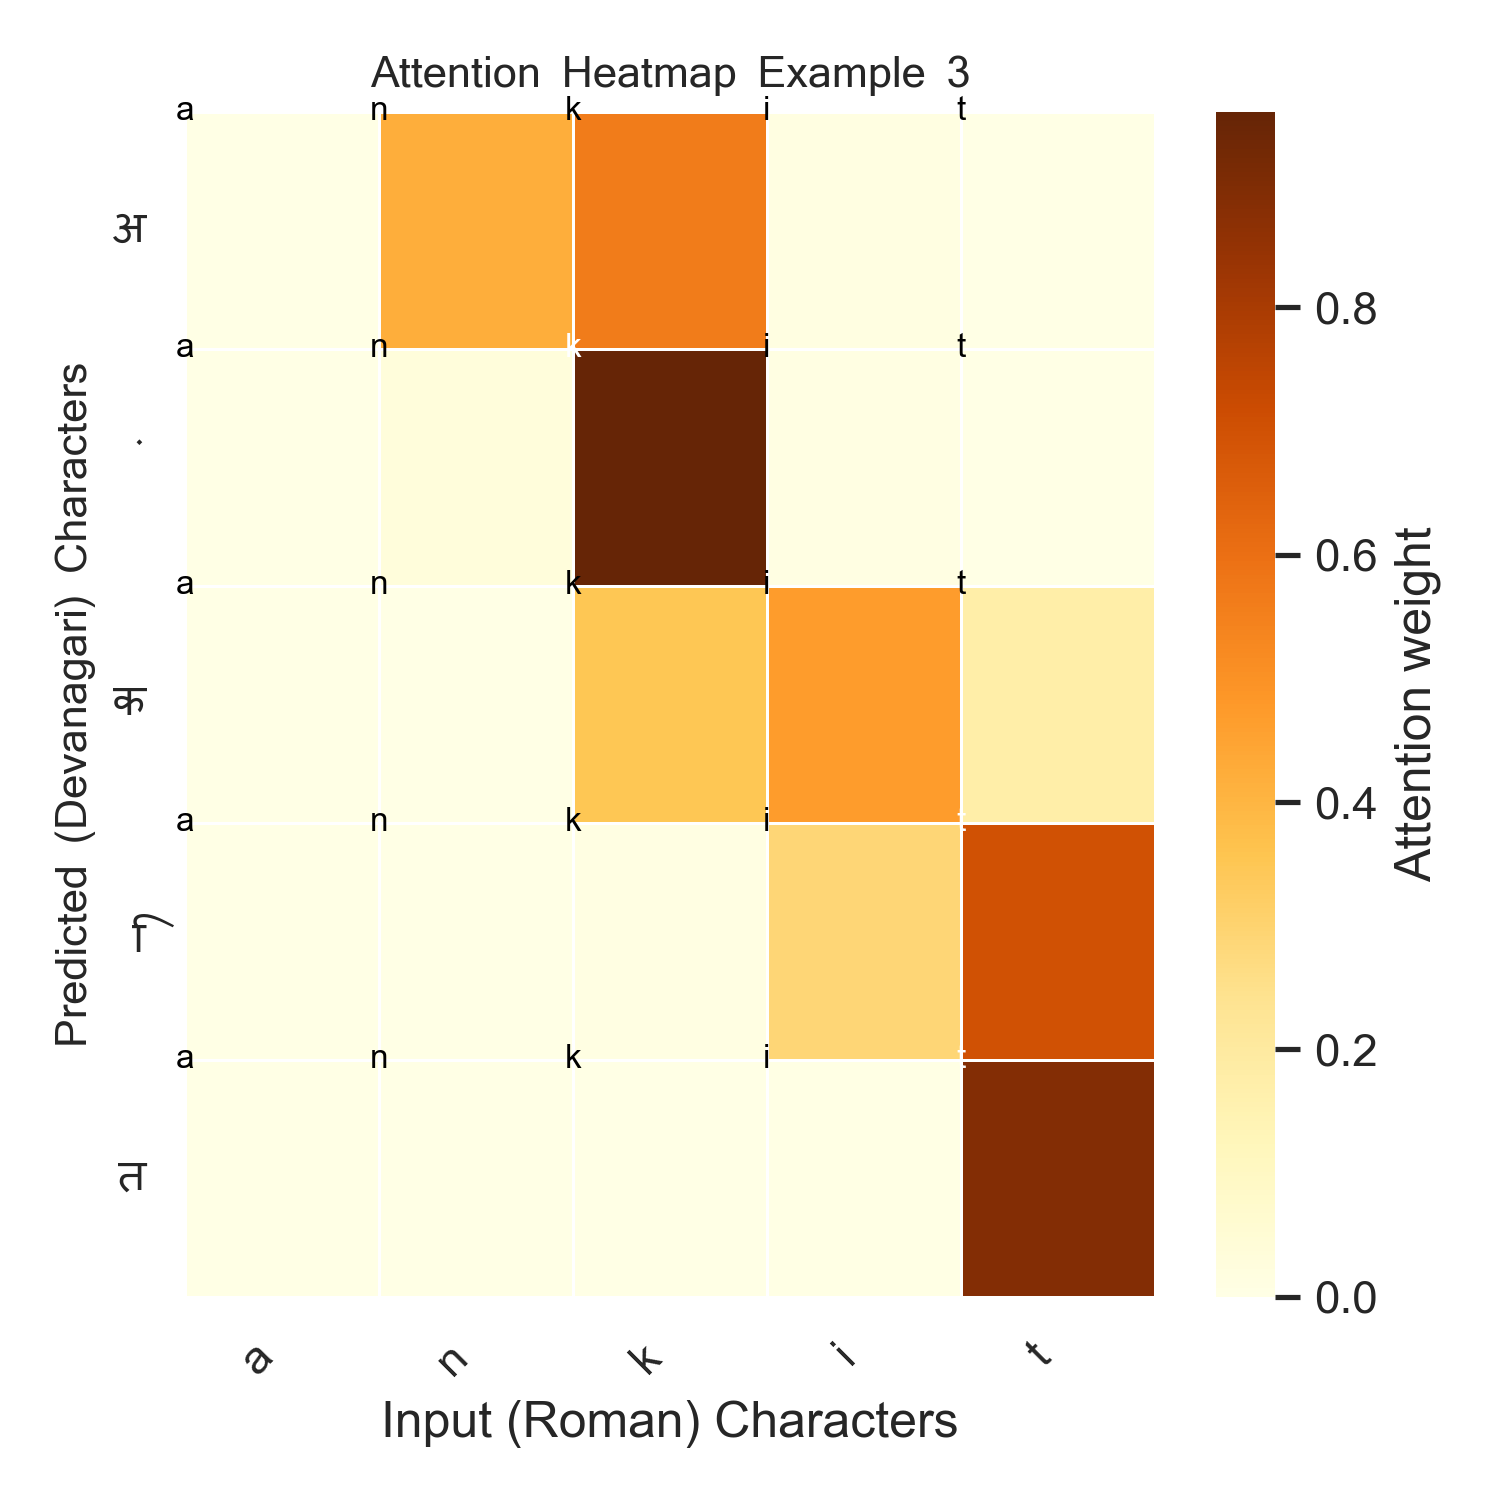 Attention Heatmap Example 3
a n k i t
अ
a n k i t
ं
a n k i t
क
a n k i t
ि
a n k i t
त
a n k i t
Input (Roman) Characters
Predicted (Devanagari) Characters
0.8
0.6
0.4
0.2
0.0
Attention weight